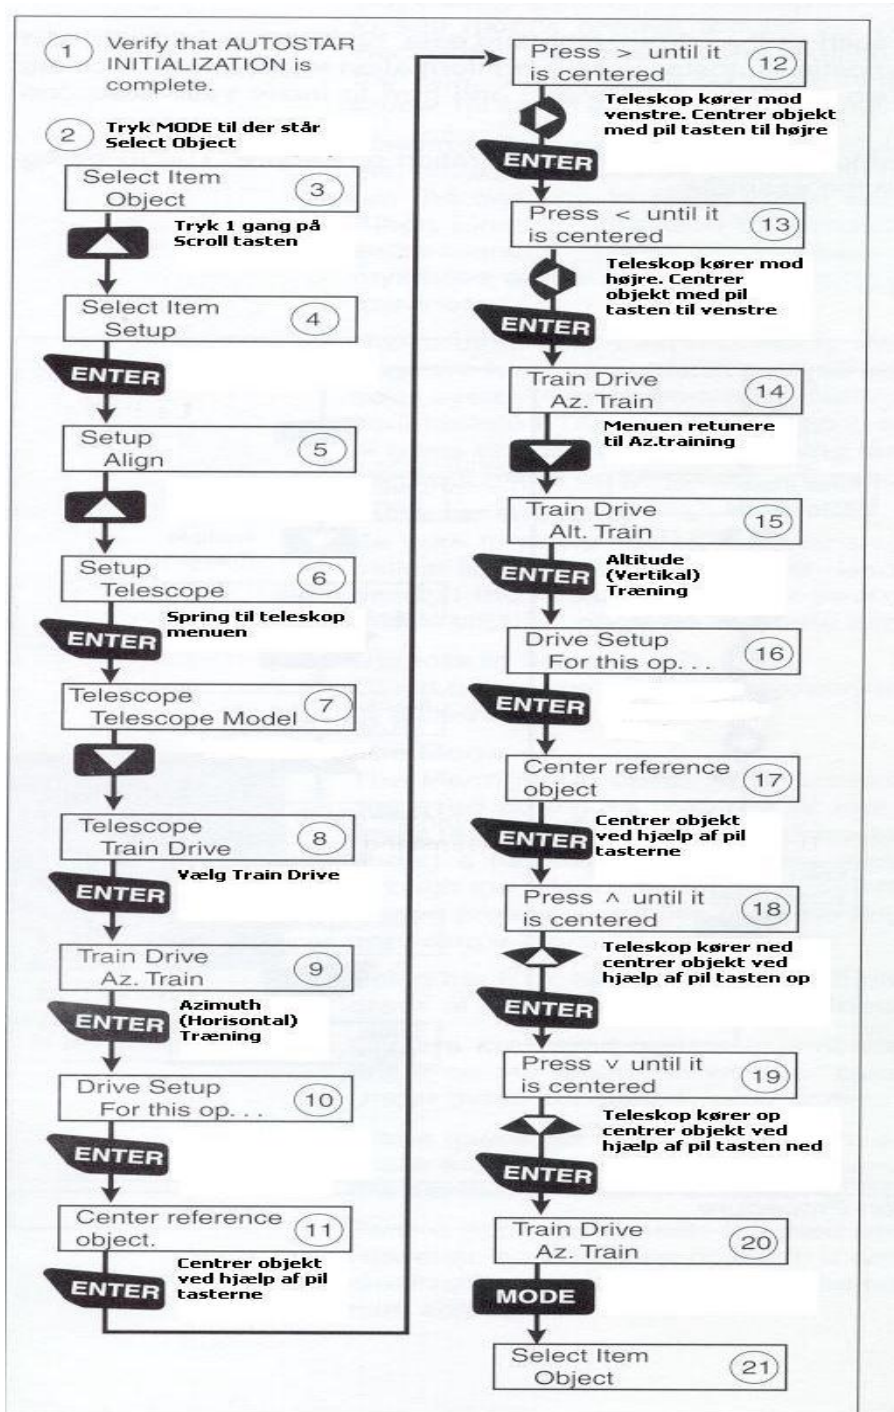 1 Verify that AUTOSTAR
INITIALIZATION is
complete.
2 Tryk MODE til der står
Select Object
Select Item
Object 3
Tryk 1 gang på
Scroll tasten
Select Item
Setup 4
ENTER
Setup
Align 5
Setup
Telescope 6
Spring til teleskop
menuen
ENTER
Telescope
Telescope Model 7
Telescope
Train Drive 8
Vælg Train Drive
ENTER
Train Drive
Az. Train 9
Azimuth
(Horisontal)
Træning
ENTER
Drive Setup
For this op. . . 10
ENTER
Center reference
object. 11
Centrer objekt
ved hjælp af pil
tasterne
ENTER
Press > until it
is centered 12
Teleskop kører mod
venstre. Centrer objekt
med pil tasten til højre
ENTER
Press < until it
is centered 13
Teleskop kører mod
højre. Centrer
objekt med pil
tasten til venstre
ENTER
Train Drive
Az. Train 14
Menuen retunere
til Az.training
Train Drive
Alt. Train 15
Altitude
(Vertikal)
Træning
ENTER
Drive Setup
For this op. . . 16
ENTER
Center reference
object 17
Centrer objekt
ved hjælp af pil
tasterne
ENTER
Press ʌ until it
is centered 18
Teleskop kører ned
centrer objekt ved
hjælp af pil tasten op
ENTER
Press v until it
is centered 19
Teleskop kører op
centrer objekt ved
hjælp af pil tasten ned
ENTER
Train Drive
Az. Train 20
MODE
Select Item
Object 21